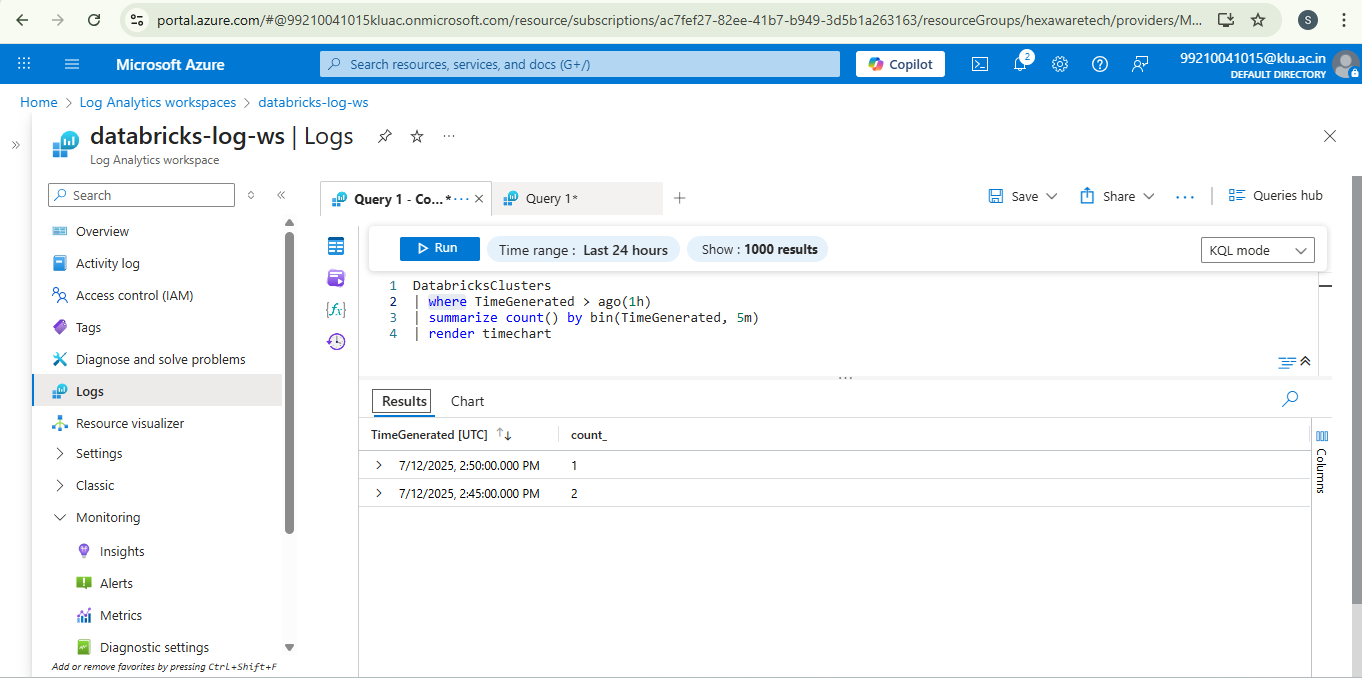 portal.azure.com/#@99210041015kluac.onmicrosoft.com/resource/subscriptions/ac7fef27-82ee-41b7-b949-3d5b1a263163/resourceGroups/hexawaretech/providers/M...
S
Microsoft Azure
Search resources, services, and docs (G+/)
Copilot
2
99210041015@klu.ac.in
DEFAULT DIRECTORY
Home > Log Analytics workspaces > databricks-log-ws
databricks-log-ws | Logs
Log Analytics workspace
Search
Overview
Activity log
Access control (IAM)
Tags
Diagnose and solve problems
Logs
Resource visualizer
Settings
Classic
Monitoring
Insights
Alerts
Metrics
Diagnostic settings
Add or remove favorites by pressing Ctrl+Shift+F
Query 1 - Co...*
Query 1*
Save
Share
Queries hub
Run
Time range : Last 24 hours
Show : 1000 results
KQL mode
1 DatabricksClusters
2 | where TimeGenerated > ago(1h)
3 | summarize count() by bin(TimeGenerated, 5m)
4 | render timechart
Results
Chart
TimeGenerated [UTC] count_
7/12/2025, 2:50:00.000 PM 1
7/12/2025, 2:45:00.000 PM 2
Columns